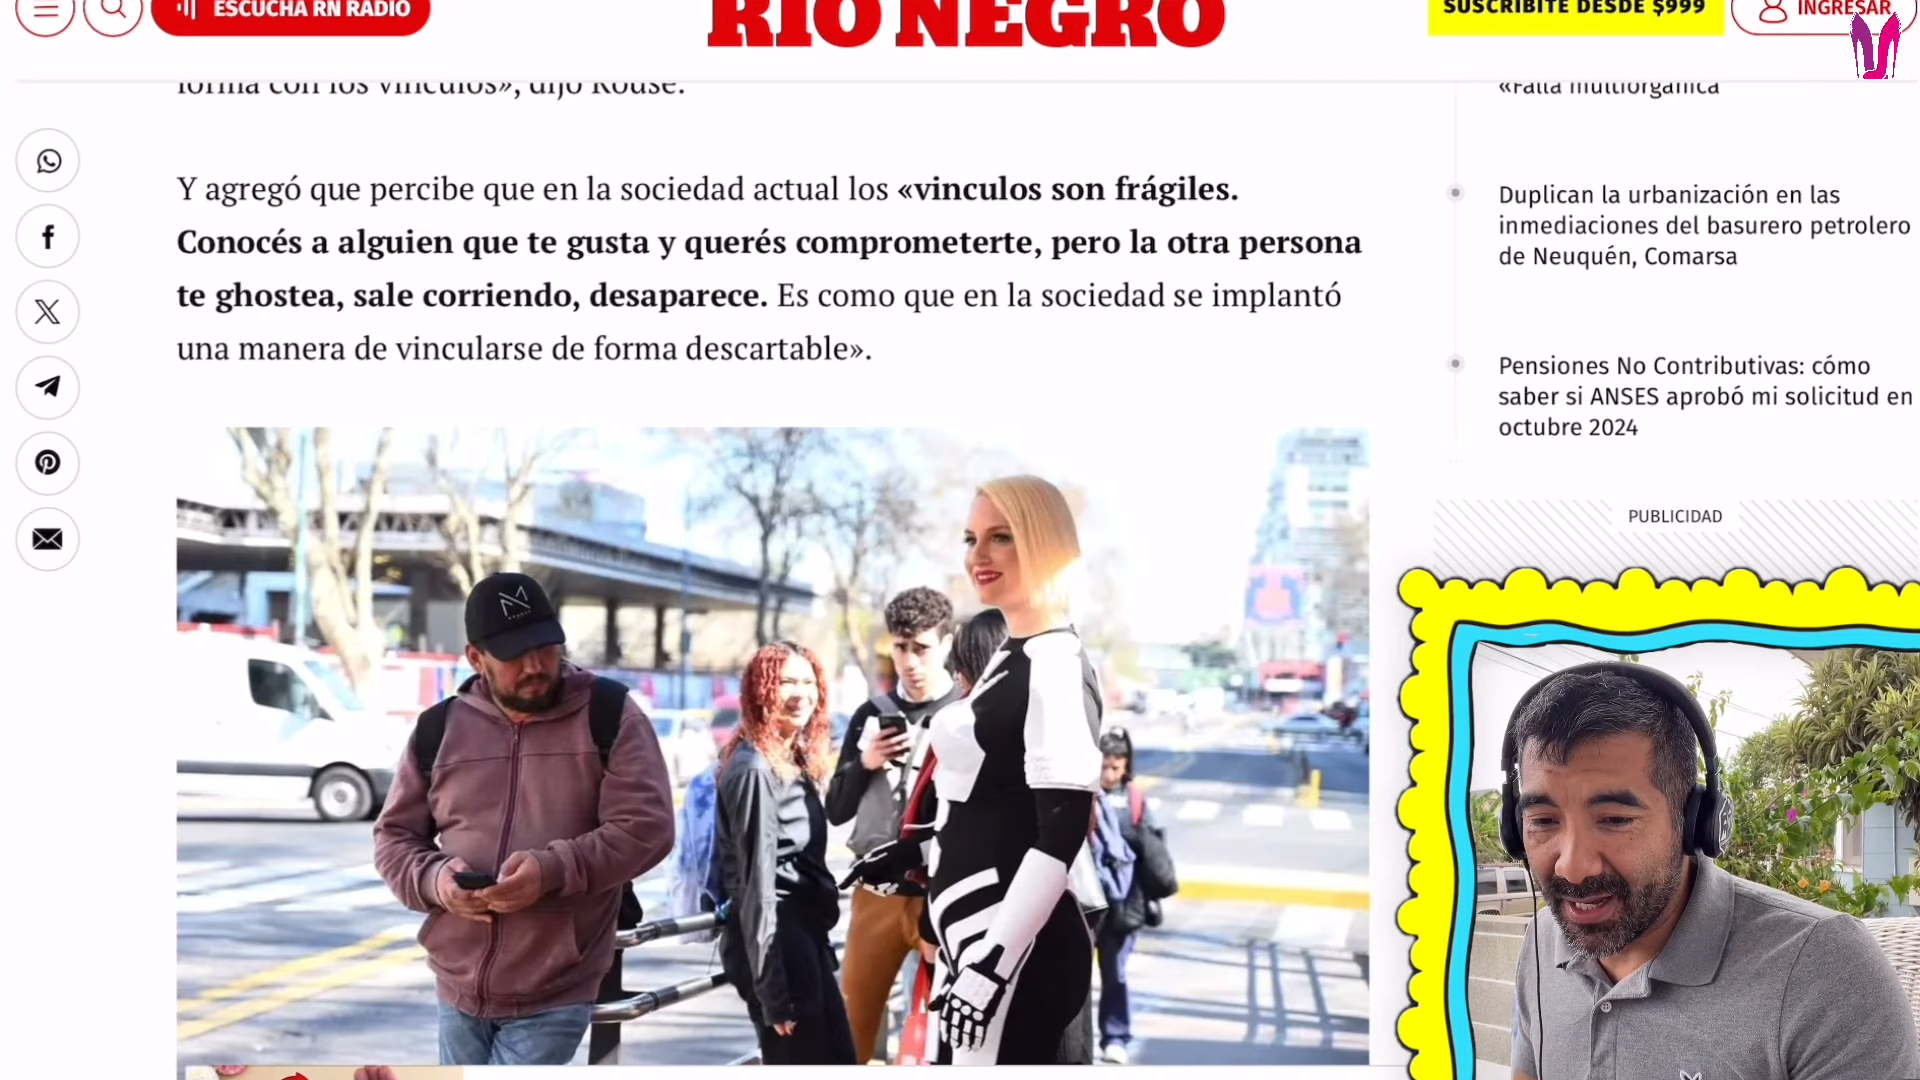 ESCUCHA RN RADIO
RIO NEGRO
SUSCRIBITE DESDE $999
INGRESAR
forma con los vínculos», dijo Rouse.
Y agregó que percibe que en la sociedad actual los «vinculos son frágiles.
Conocés a alguien que te gusta y querés comprometerte, pero la otra persona
te ghostea, sale corriendo, desaparece. Es como que en la sociedad se implantó
una manera de vincularse de forma descartable».
«Falla multiorgánica
Duplican la urbanización en las
inmediaciones del basurero petrolero
de Neuquén, Comarsa
Pensiones No Contributivas: cómo
saber si ANSES aprobó mi solicitud en
octubre 2024
PUBLICIDAD